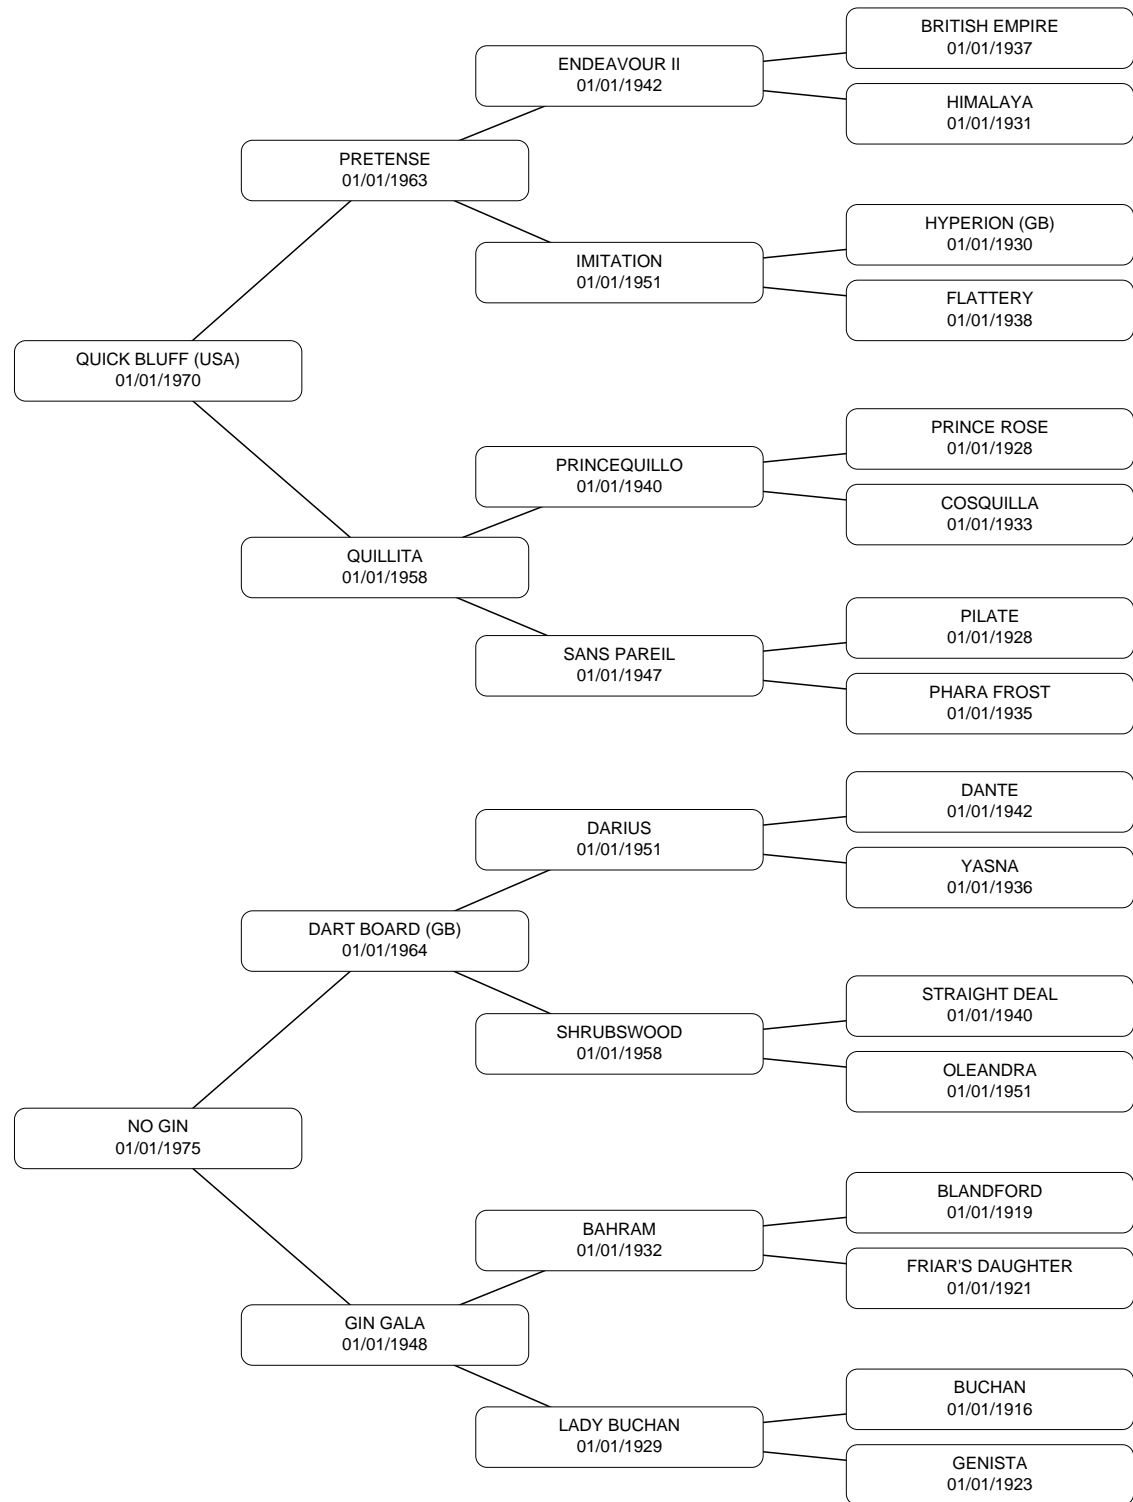 BRITISH EMPIRE
01/01/1937
ENDEAVOUR II
01/01/1942
HIMALAYA
01/01/1931
PRETENSE
01/01/1963
HYPERION (GB)
01/01/1930
IMITATION
01/01/1951
FLATTERY
01/01/1938
QUICK BLUFF (USA)
01/01/1970
PRINCE ROSE
01/01/1928
PRINCEQUILLO
01/01/1940
COSQUILLA
01/01/1933
QUILLITA
01/01/1958
PILATE
01/01/1928
SANS PAREIL
01/01/1947
PHARA FROST
01/01/1935
DANTE
01/01/1942
DARIUS
01/01/1951
YASNA
01/01/1936
DART BOARD (GB)
01/01/1964
STRAIGHT DEAL
01/01/1940
SHRUBSWOOD
01/01/1958
OLEANDRA
01/01/1951
NO GIN
01/01/1975
BLANDFORD
01/01/1919
BAHRAM
01/01/1932
FRIAR'S DAUGHTER
01/01/1921
GIN GALA
01/01/1948
BUCHAN
01/01/1916
LADY BUCHAN
01/01/1929
GENISTA
01/01/1923